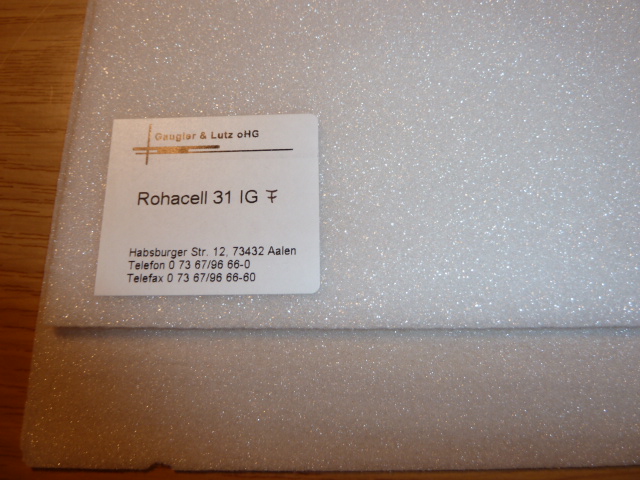 Gaugler & Lutz oHG
Rohacell 31 IG F
Habsburger Str. 12, 73432 Aalen
Telefon 0 73 67/96 66-0
Telefax 0 73 67/96 66-60